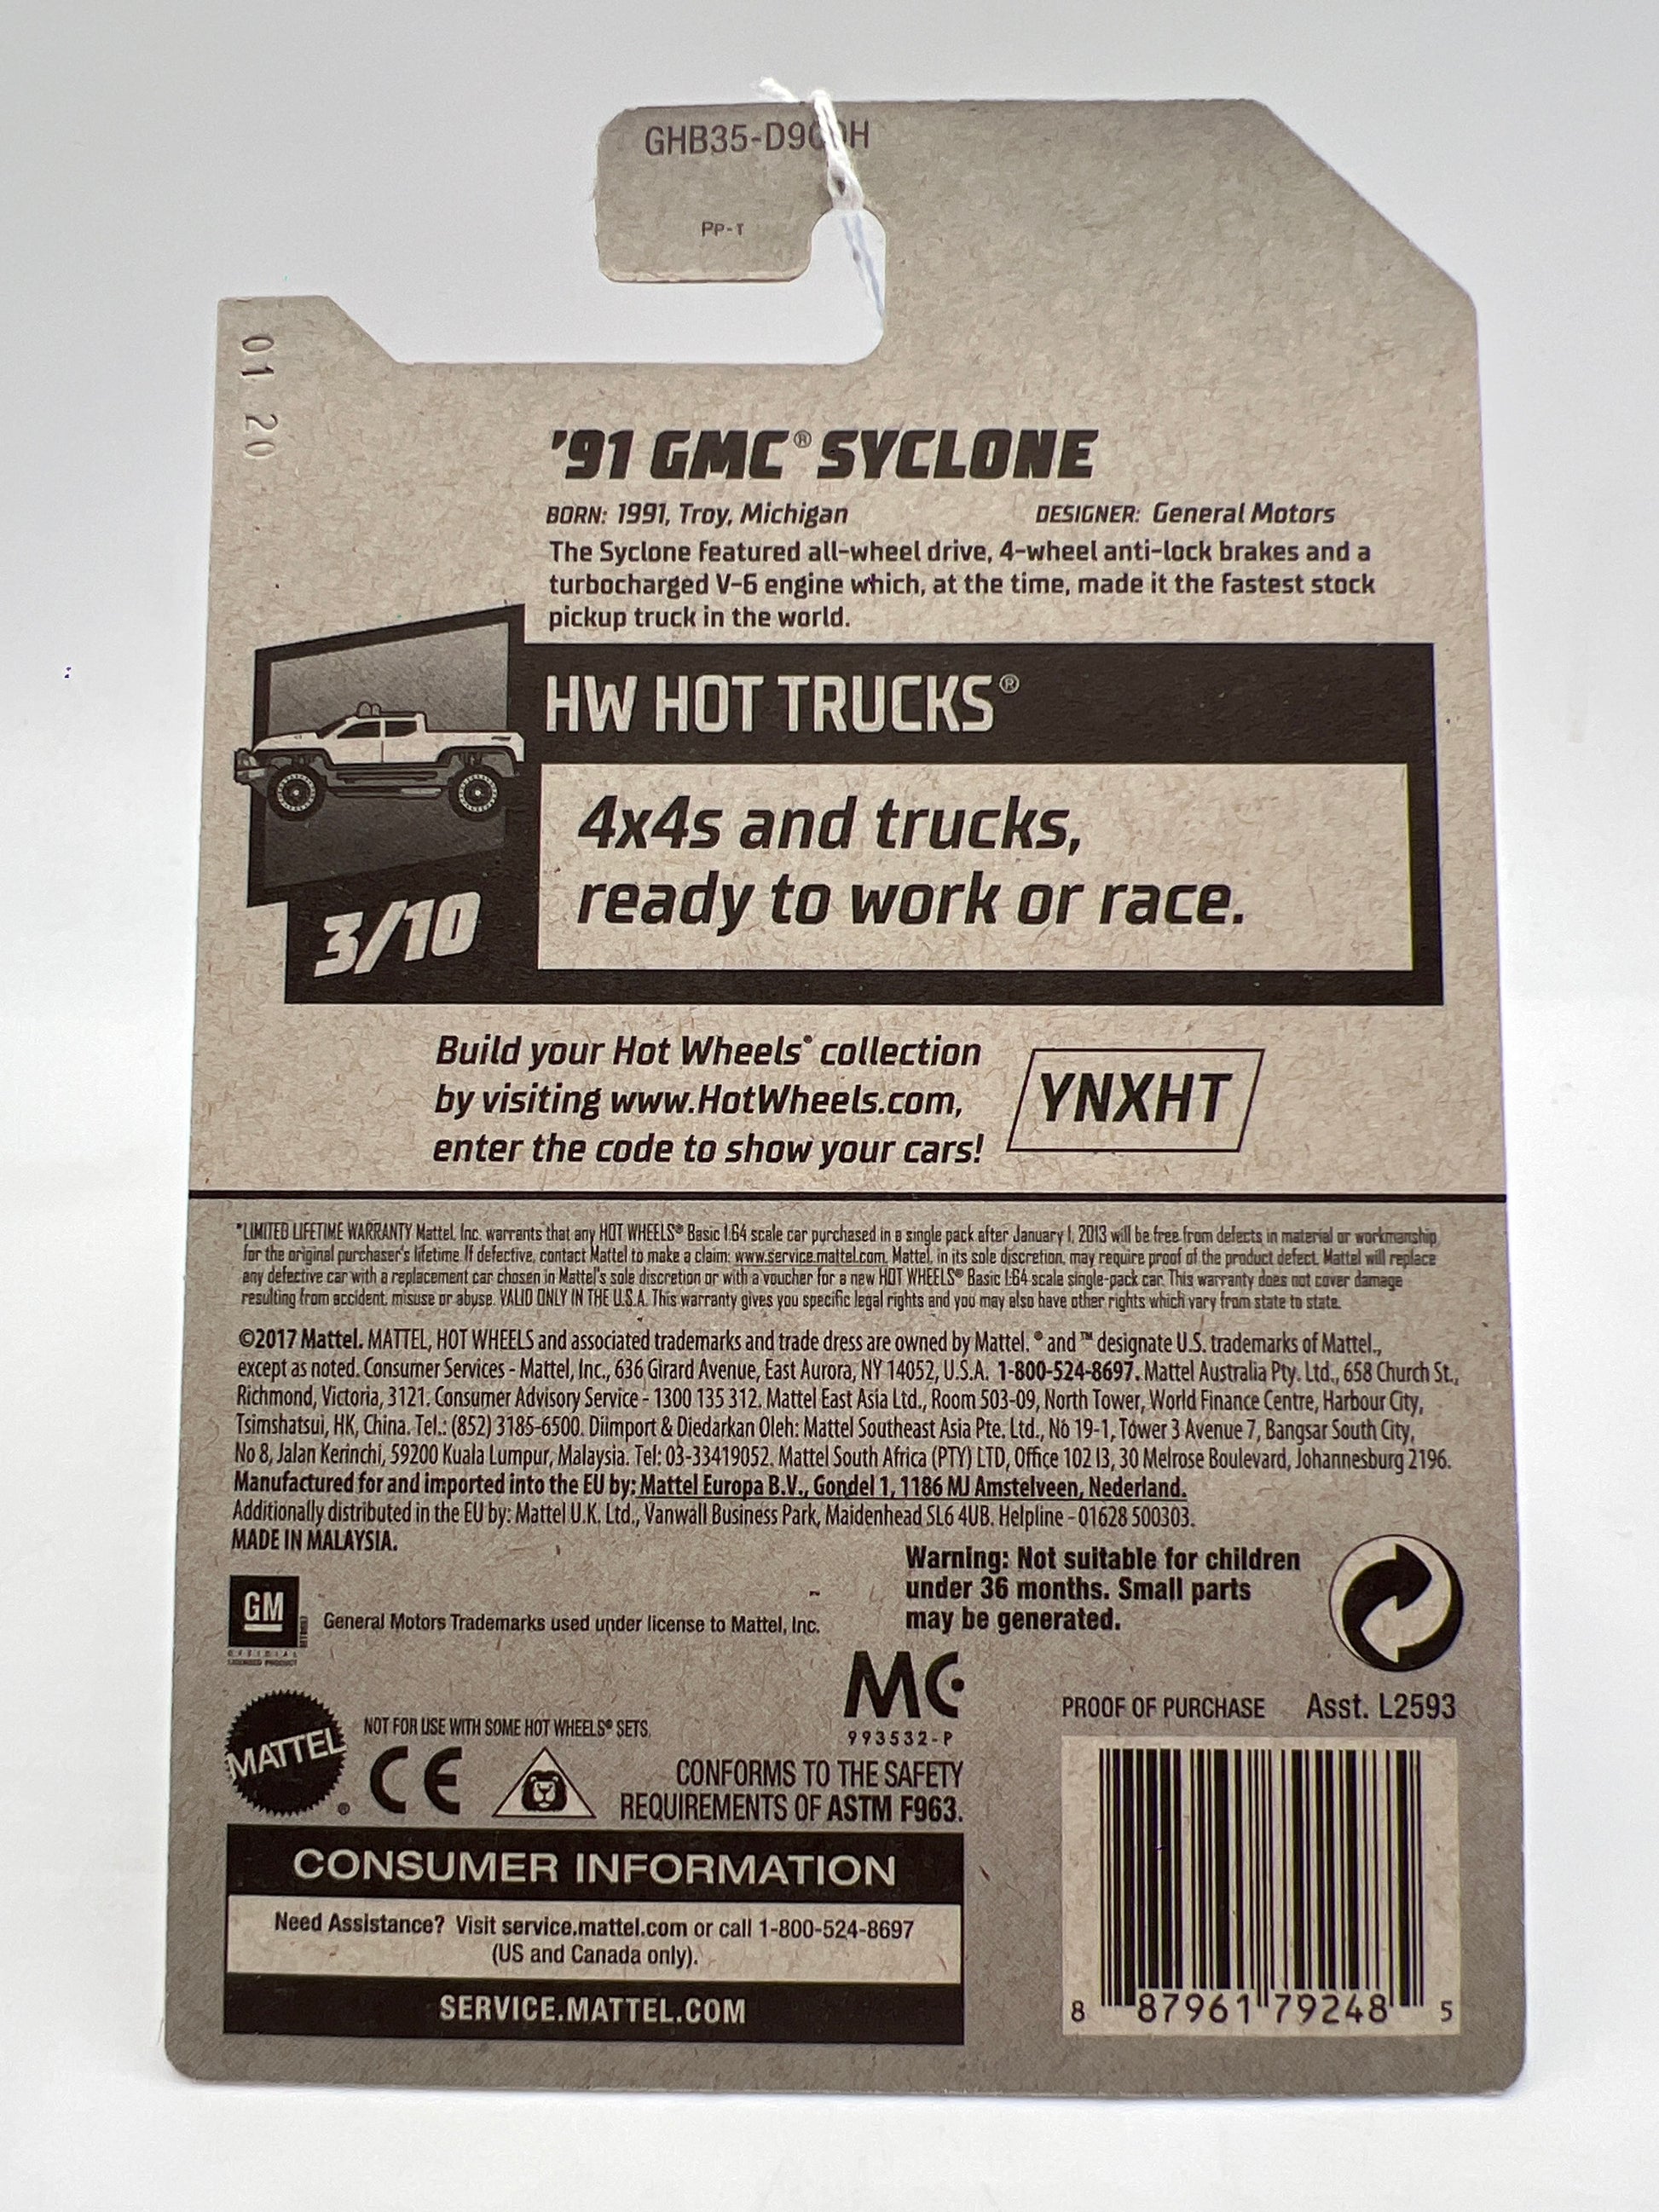 GHB35-D9
Pp-T
01 20
'91 GMC® SYCLONE
BORN: 1991, Troy, Michigan DESIGNER: General Motors
The Syclone featured all-wheel drive, 4-wheel anti-lock brakes and a
turbocharged V-6 engine which, at the time, made it the fastest stock
pickup truck in the world.
HW HOT TRUCKS®
4x4s and trucks,
ready to work or race.
3/10
Build your Hot Wheels® collection
by visiting www.HotWheels.com,
enter the code to show your cars!
YNXHT
*LIMITED LIFETIME WARRANTY Mattel, Inc. warrants that any HOT WHEELS® Basic 1:64 scale car purchased in a single pack after January 1, 2013 will be free from defects in material or workmanship
for the original purchaser's lifetime. If defective, contact Mattel to make a claim: www.service.mattel.com. Mattel, in its sole discretion, may require proof of the product defect. Mattel will replace
any defective car with a replacement car chosen in Mattel's sole discretion or with a voucher for a new HOT WHEELS® Basic 1:64 scale single-pack car. This warranty does not cover damage
resulting from accident, misuse or abuse. VALID ONLY IN THE U.S.A. This warranty gives you specific legal rights and you may also have other rights which vary from state to state.
©2017 Mattel. MATTEL, HOT WHEELS and associated trademarks and trade dress are owned by Mattel. ® and ™ designate U.S. trademarks of Mattel.,
except as noted. Consumer Services - Mattel, Inc., 636 Girard Avenue, East Aurora, NY 14052, U.S.A. 1-800-524-8697. Mattel Australia Pty. Ltd., 658 Church St.,
Richmond, Victoria, 3121. Consumer Advisory Service - 1300 135 312. Mattel East Asia Ltd., Room 503-09, North Tower, World Finance Centre, Harbour City,
Tsimshatsui, HK, China. Tel.: (852) 3185-6500. Diimport & Diedarkan Oleh: Mattel Southeast Asia Pte. Ltd., No 19-1, Tower 3 Avenue 7, Bangsar South City,
No 8, Jalan Kerinchi, 59200 Kuala Lumpur, Malaysia. Tel: 03-33419052. Mattel South Africa (PTY) LTD, Office 102 I3, 30 Melrose Boulevard, Johannesburg 2196.
Manufactured for and imported into the EU by: Mattel Europa B.V., Gondel 1, 1186 MJ Amstelveen, Nederland.
Additionally distributed in the EU by: Mattel U.K. Ltd., Vanwall Business Park, Maidenhead SL6 4UB. Helpline - 01628 500303.
MADE IN MALAYSIA.
Warning: Not suitable for children
under 36 months. Small parts
may be generated.
GM
OFFICIAL
LICENSED PRODUCT
General Motors Trademarks used under license to Mattel, Inc.
MC
993532-P
PROOF OF PURCHASE Asst. L2593
MATTEL®
NOT FOR USE WITH SOME HOT WHEELS® SETS.
CE
CONFORMS TO THE SAFETY
REQUIREMENTS OF ASTM F963.
CONSUMER INFORMATION
Need Assistance? Visit service.mattel.com or call 1-800-524-8697
(US and Canada only).
SERVICE.MATTEL.COM
8 87961 79248 5